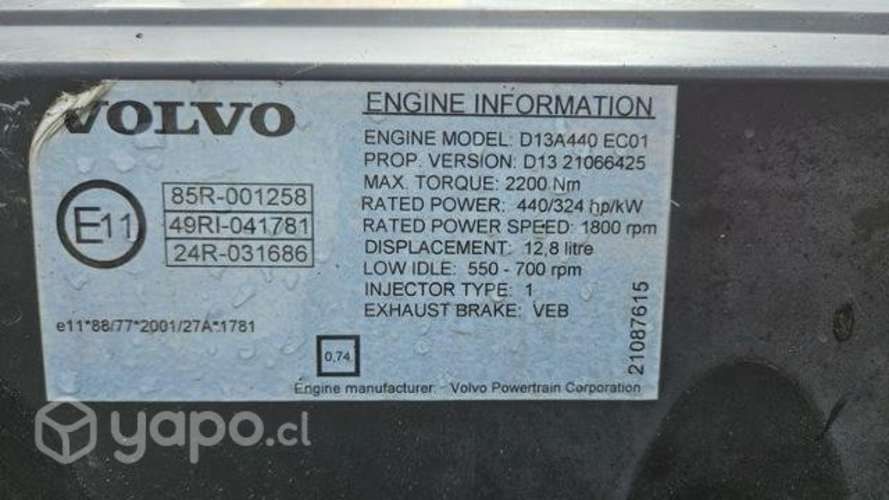 VOLVO
E11
85R-001258
49RI-041781
24R-031686
e11*88/77*2001/27A*1781
ENGINE INFORMATION
ENGINE MODEL: D13A440 EC01
PROP. VERSION: D13 21066425
MAX. TORQUE: 2200 Nm
RATED POWER: 440/324 hp/kW
RATED POWER SPEED: 1800 rpm
DISPLACEMENT: 12,8 litre
LOW IDLE: 550 - 700 rpm
INJECTOR TYPE: 1
EXHAUST BRAKE: VEB
21087615
0,74
Engine manufacturer: Volvo Powertrain Corporation
yapo.cl